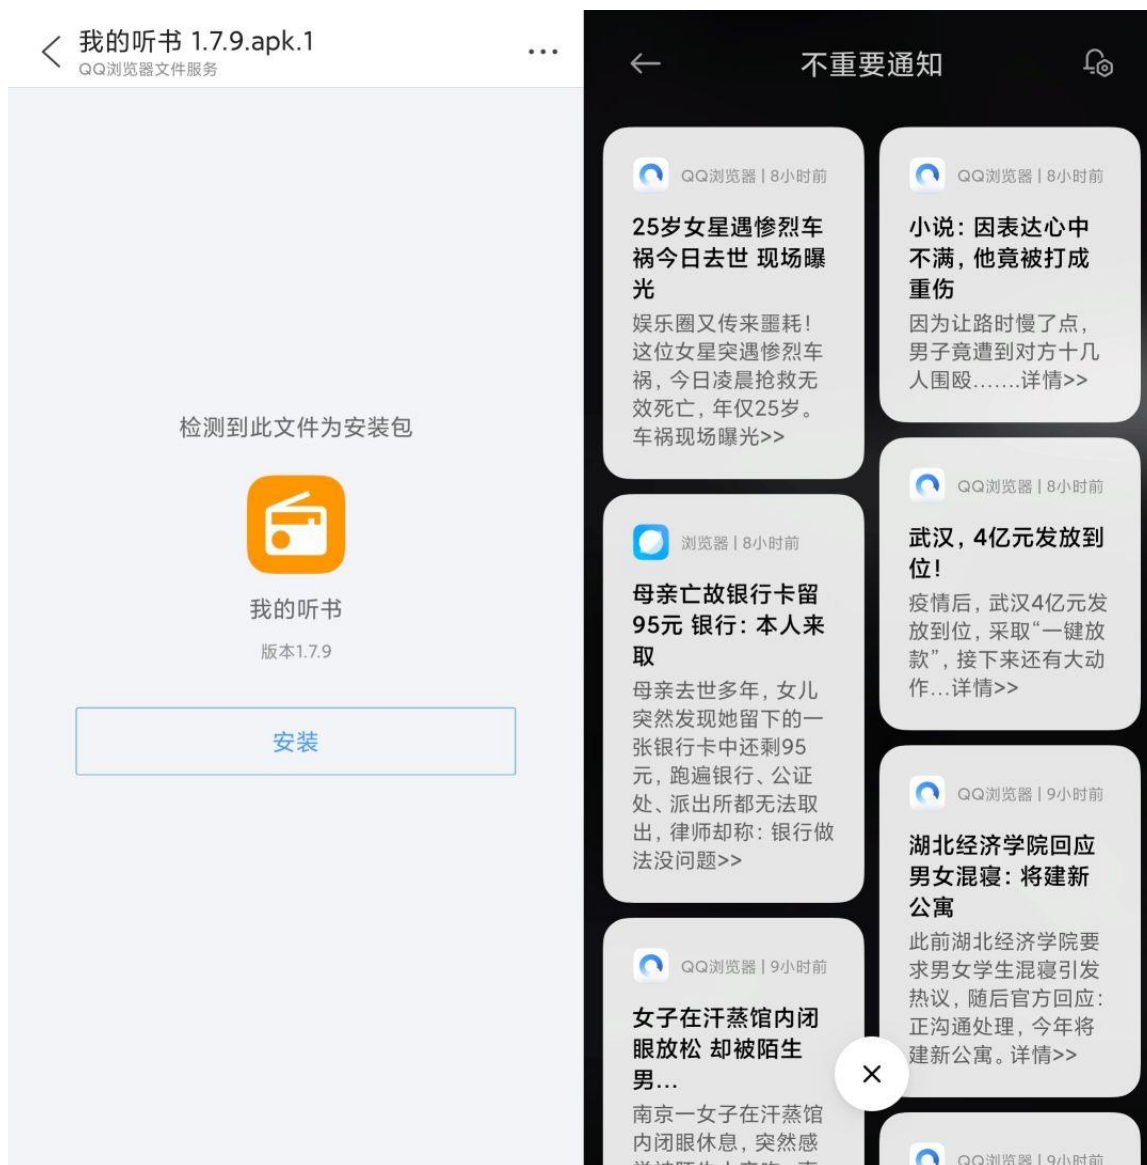 我的听书 1.7.9.apk.1
QQ浏览器文件服务
检测到此文件为安装包
我的听书
版本1.7.9
安装
不重要通知
QQ浏览器 | 8小时前
25岁女星遇惨烈车
祸今日去世 现场曝
光
娱乐圈又传来噩耗！
这位女星突遇惨烈车
祸，今日凌晨抢救无
效死亡，年仅25岁。
车祸现场曝光>>
浏览器 | 8小时前
母亲亡故银行卡留
95元 银行：本人来
取
母亲去世多年，女儿
突然发现她留下的一
张银行卡中还剩95
元，跑遍银行、公证
处、派出所都无法取
出，律师却称：银行做
法没问题>>
QQ浏览器 | 9小时前
女子在汗蒸馆内闭
眼放松 却被陌生
男...
南京一女子在汗蒸馆
内闭眼休息，突然感
QQ浏览器 | 8小时前
小说：因表达心中
不满，他竟被打成
重伤
因为让路时慢了点，
男子竟遭到对方十几
人围殴.......详情>>
QQ浏览器 | 8小时前
武汉，4亿元发放到
位！
疫情后，武汉4亿元发
放到位，采取“一键放
款”，接下来还有大动
作...详情>>
QQ浏览器 | 9小时前
湖北经济学院回应
男女混寝：将建新
公寓
此前湖北经济学院要
求男女学生混寝引发
热议，随后官方回应：
正沟通处理，今年将
建新公寓。详情>>
QQ浏览器 | 9小时前